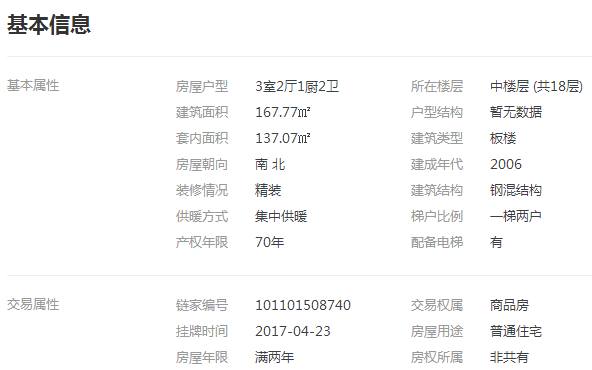 基本信息
基本属性 房屋户型 3室2厅1厨2卫 所在楼层 中楼层 (共18层)
建筑面积 167.77㎡ 户型结构 暂无数据
套内面积 137.07㎡ 建筑类型 板楼
房屋朝向 南 北 建成年代 2006
装修情况 精装 建筑结构 钢混结构
供暖方式 集中供暖 梯户比例 一梯两户
产权年限 70年 配备电梯 有
交易属性 链家编号 101101508740 交易权属 商品房
挂牌时间 2017-04-23 房屋用途 普通住宅
房屋年限 满两年 房权所属 非共有